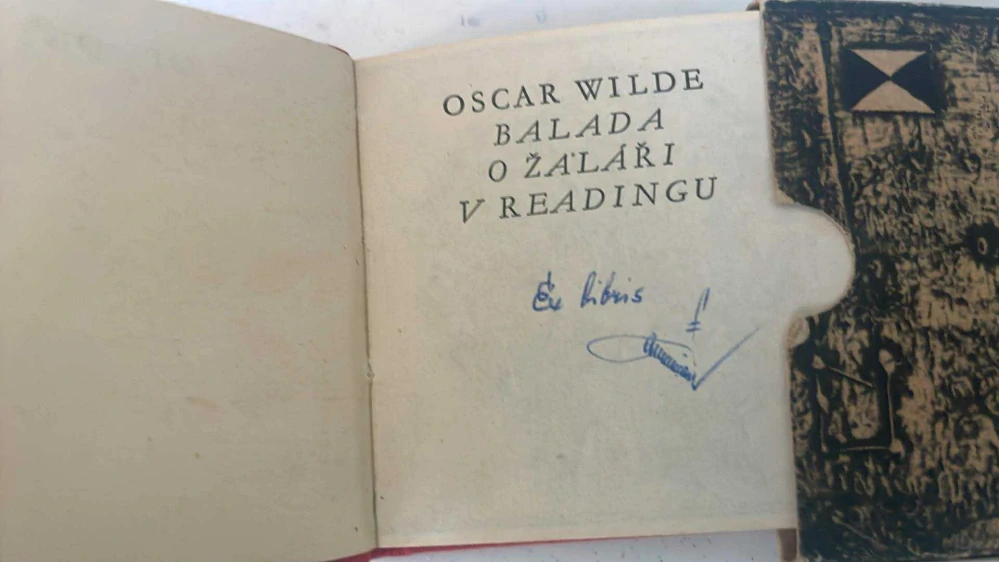 OSCAR WILDE
BALADA
O ŽALÁŘI
V READINGU
Ex libris